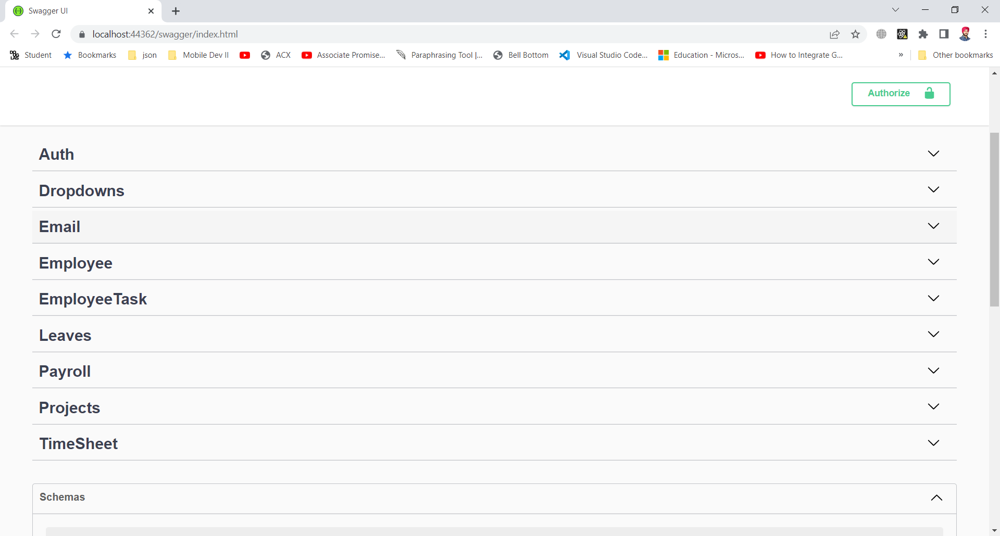 Swagger UI
localhost:44362/swagger/index.html
Student Bookmarks json Mobile Dev II ACX Associate Promise... Paraphrasing Tool |... Bell Bottom Visual Studio Code... Education - Micros... How to Integrate G... » Other bookmarks
Authorize
Auth
Dropdowns
Email
Employee
EmployeeTask
Leaves
Payroll
Projects
TimeSheet
Schemas